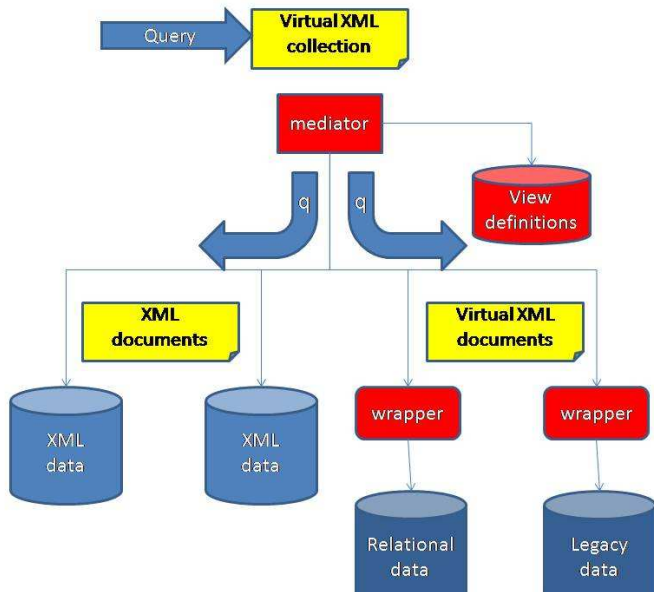 Query
Virtual XML
collection
mediator
q
q
View
definitions
XML
documents
Virtual XML
documents
XML
data
XML
data
wrapper
wrapper
Relational
data
Legacy
data